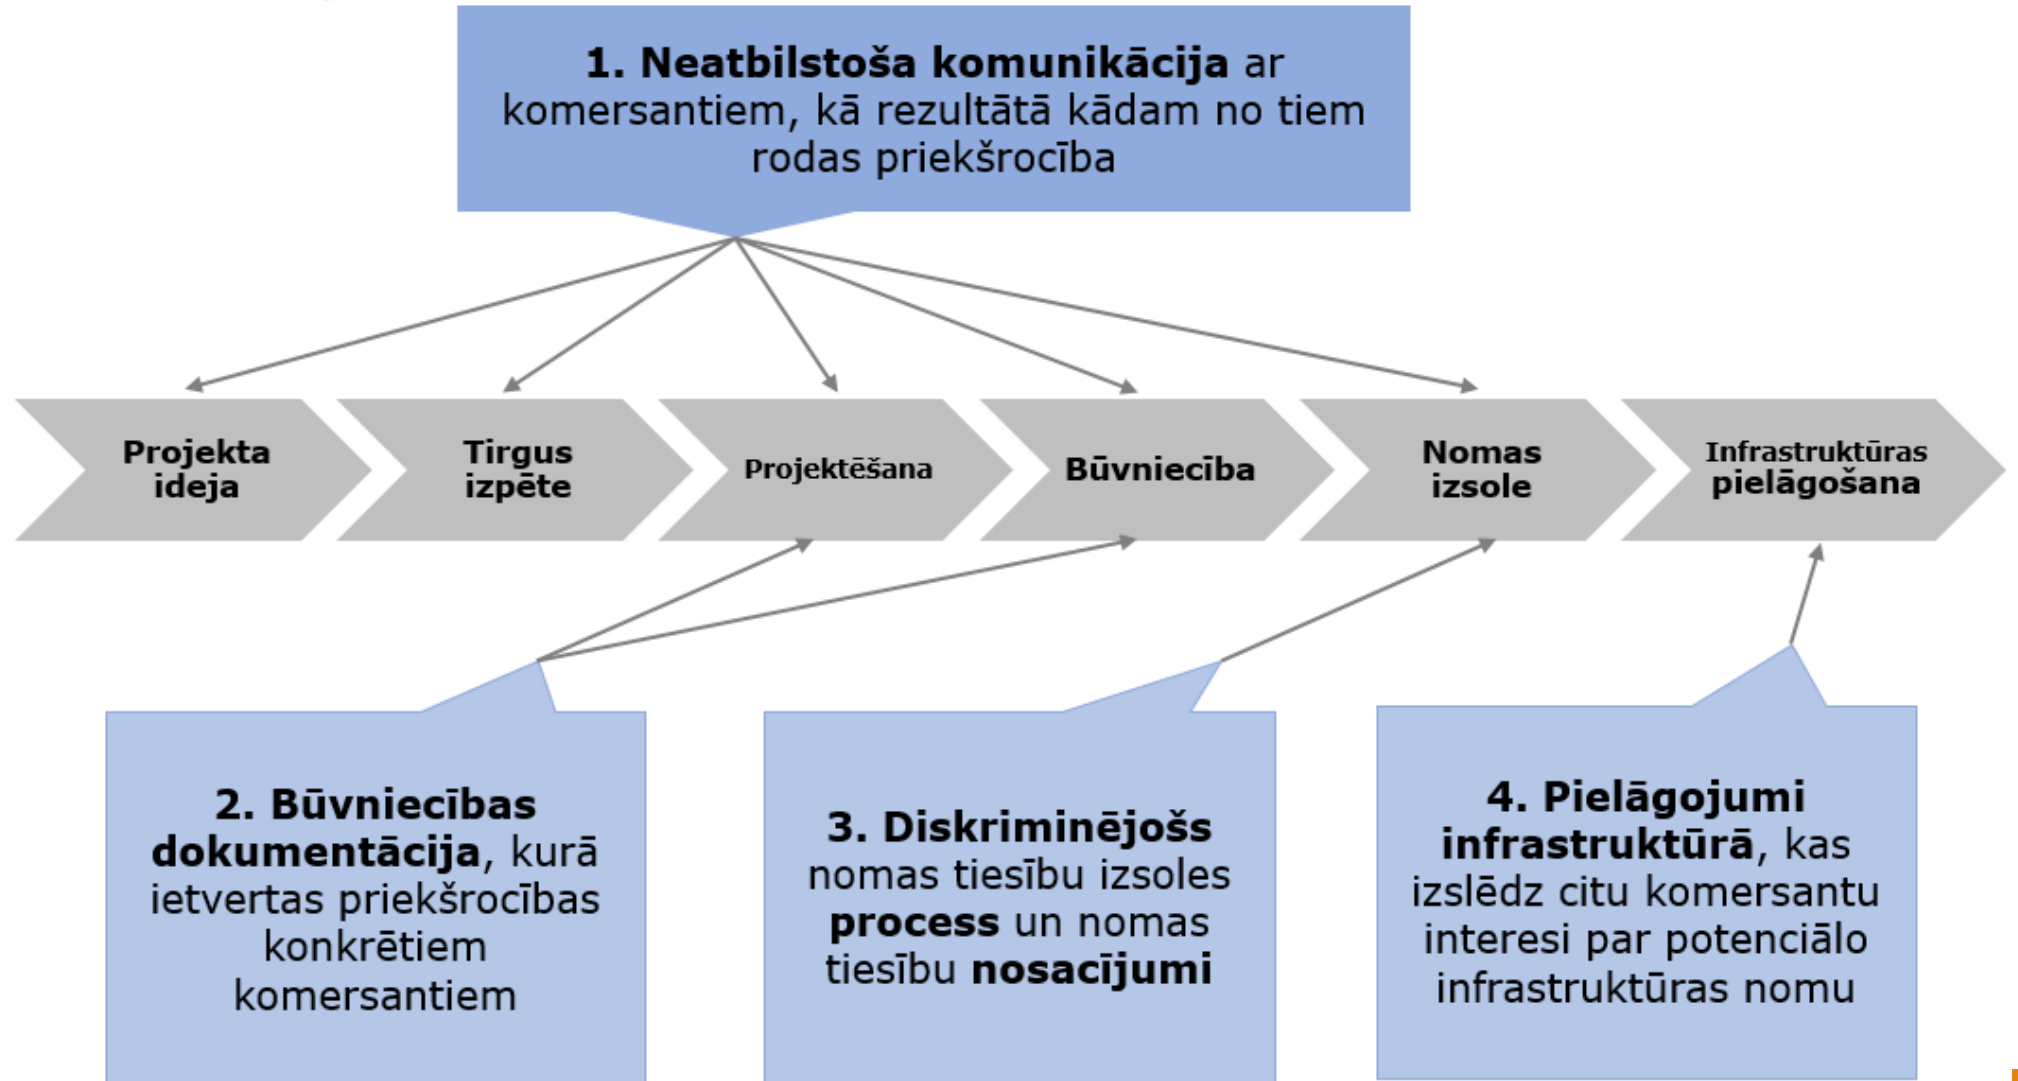 1. Neatbilstoša komunikācija ar
komersantiem, kā rezultātā kādam no tiem
rodas priekšrocība
Projekta
ideja
Tirgus
izpēte
Projektēšana
Būvniecība
Nomas
izsole
Infrastruktūras
pielāgošana
2. Būvniecības
dokumentācija, kurā
ietvertas priekšrocības
konkrētiem
komersantiem
3. Diskriminējošs
nomas tiesību izsoles
process un nomas
tiesību nosacījumi
4. Pielāgojumi
infrastruktūrā, kas
izslēdz citu komersantu
interesi par potenciālo
infrastruktūras nomu